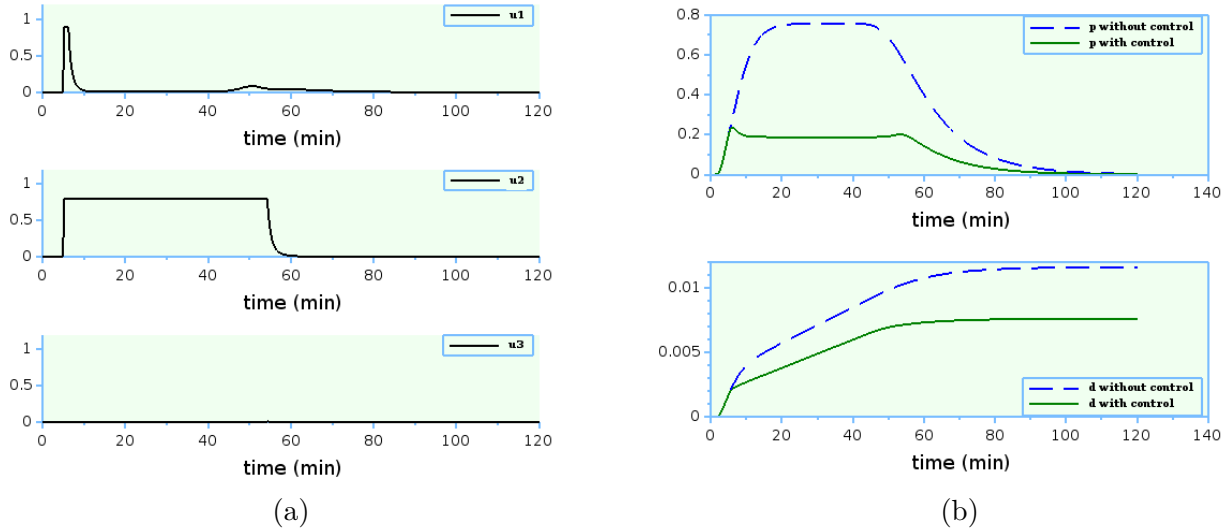 1
0.5
0
u1
0 20 40 60 80 100 120
time (min)
1
0.5
0
u2
0 20 40 60 80 100 120
time (min)
1
0.5
0
u3
0 20 40 60 80 100 120
time (min)
(a)
0.8
0.6
0.4
0.2
0
p without control
p with control
0 20 40 60 80 100 120 140
time (min)
0.01
0.005
0
d without control
d with control
0 20 40 60 80 100 120 140
time (min)
(b)